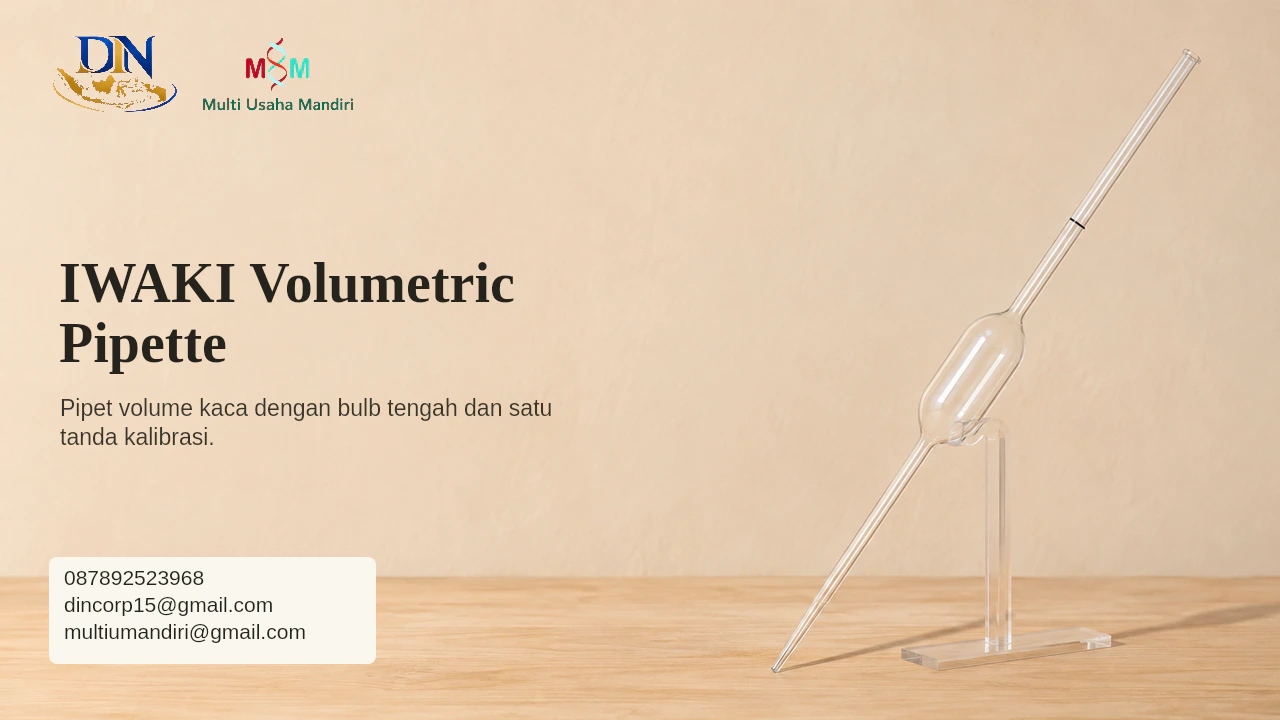 DIN
MSM
Multi Usaha Mandiri
IWAKI Volumetric
Pipette
Pipet volume kaca dengan bulb tengah dan satu
tanda kalibrasi.
087892523968
dincorp15@gmail.com
multiumandiri@gmail.com